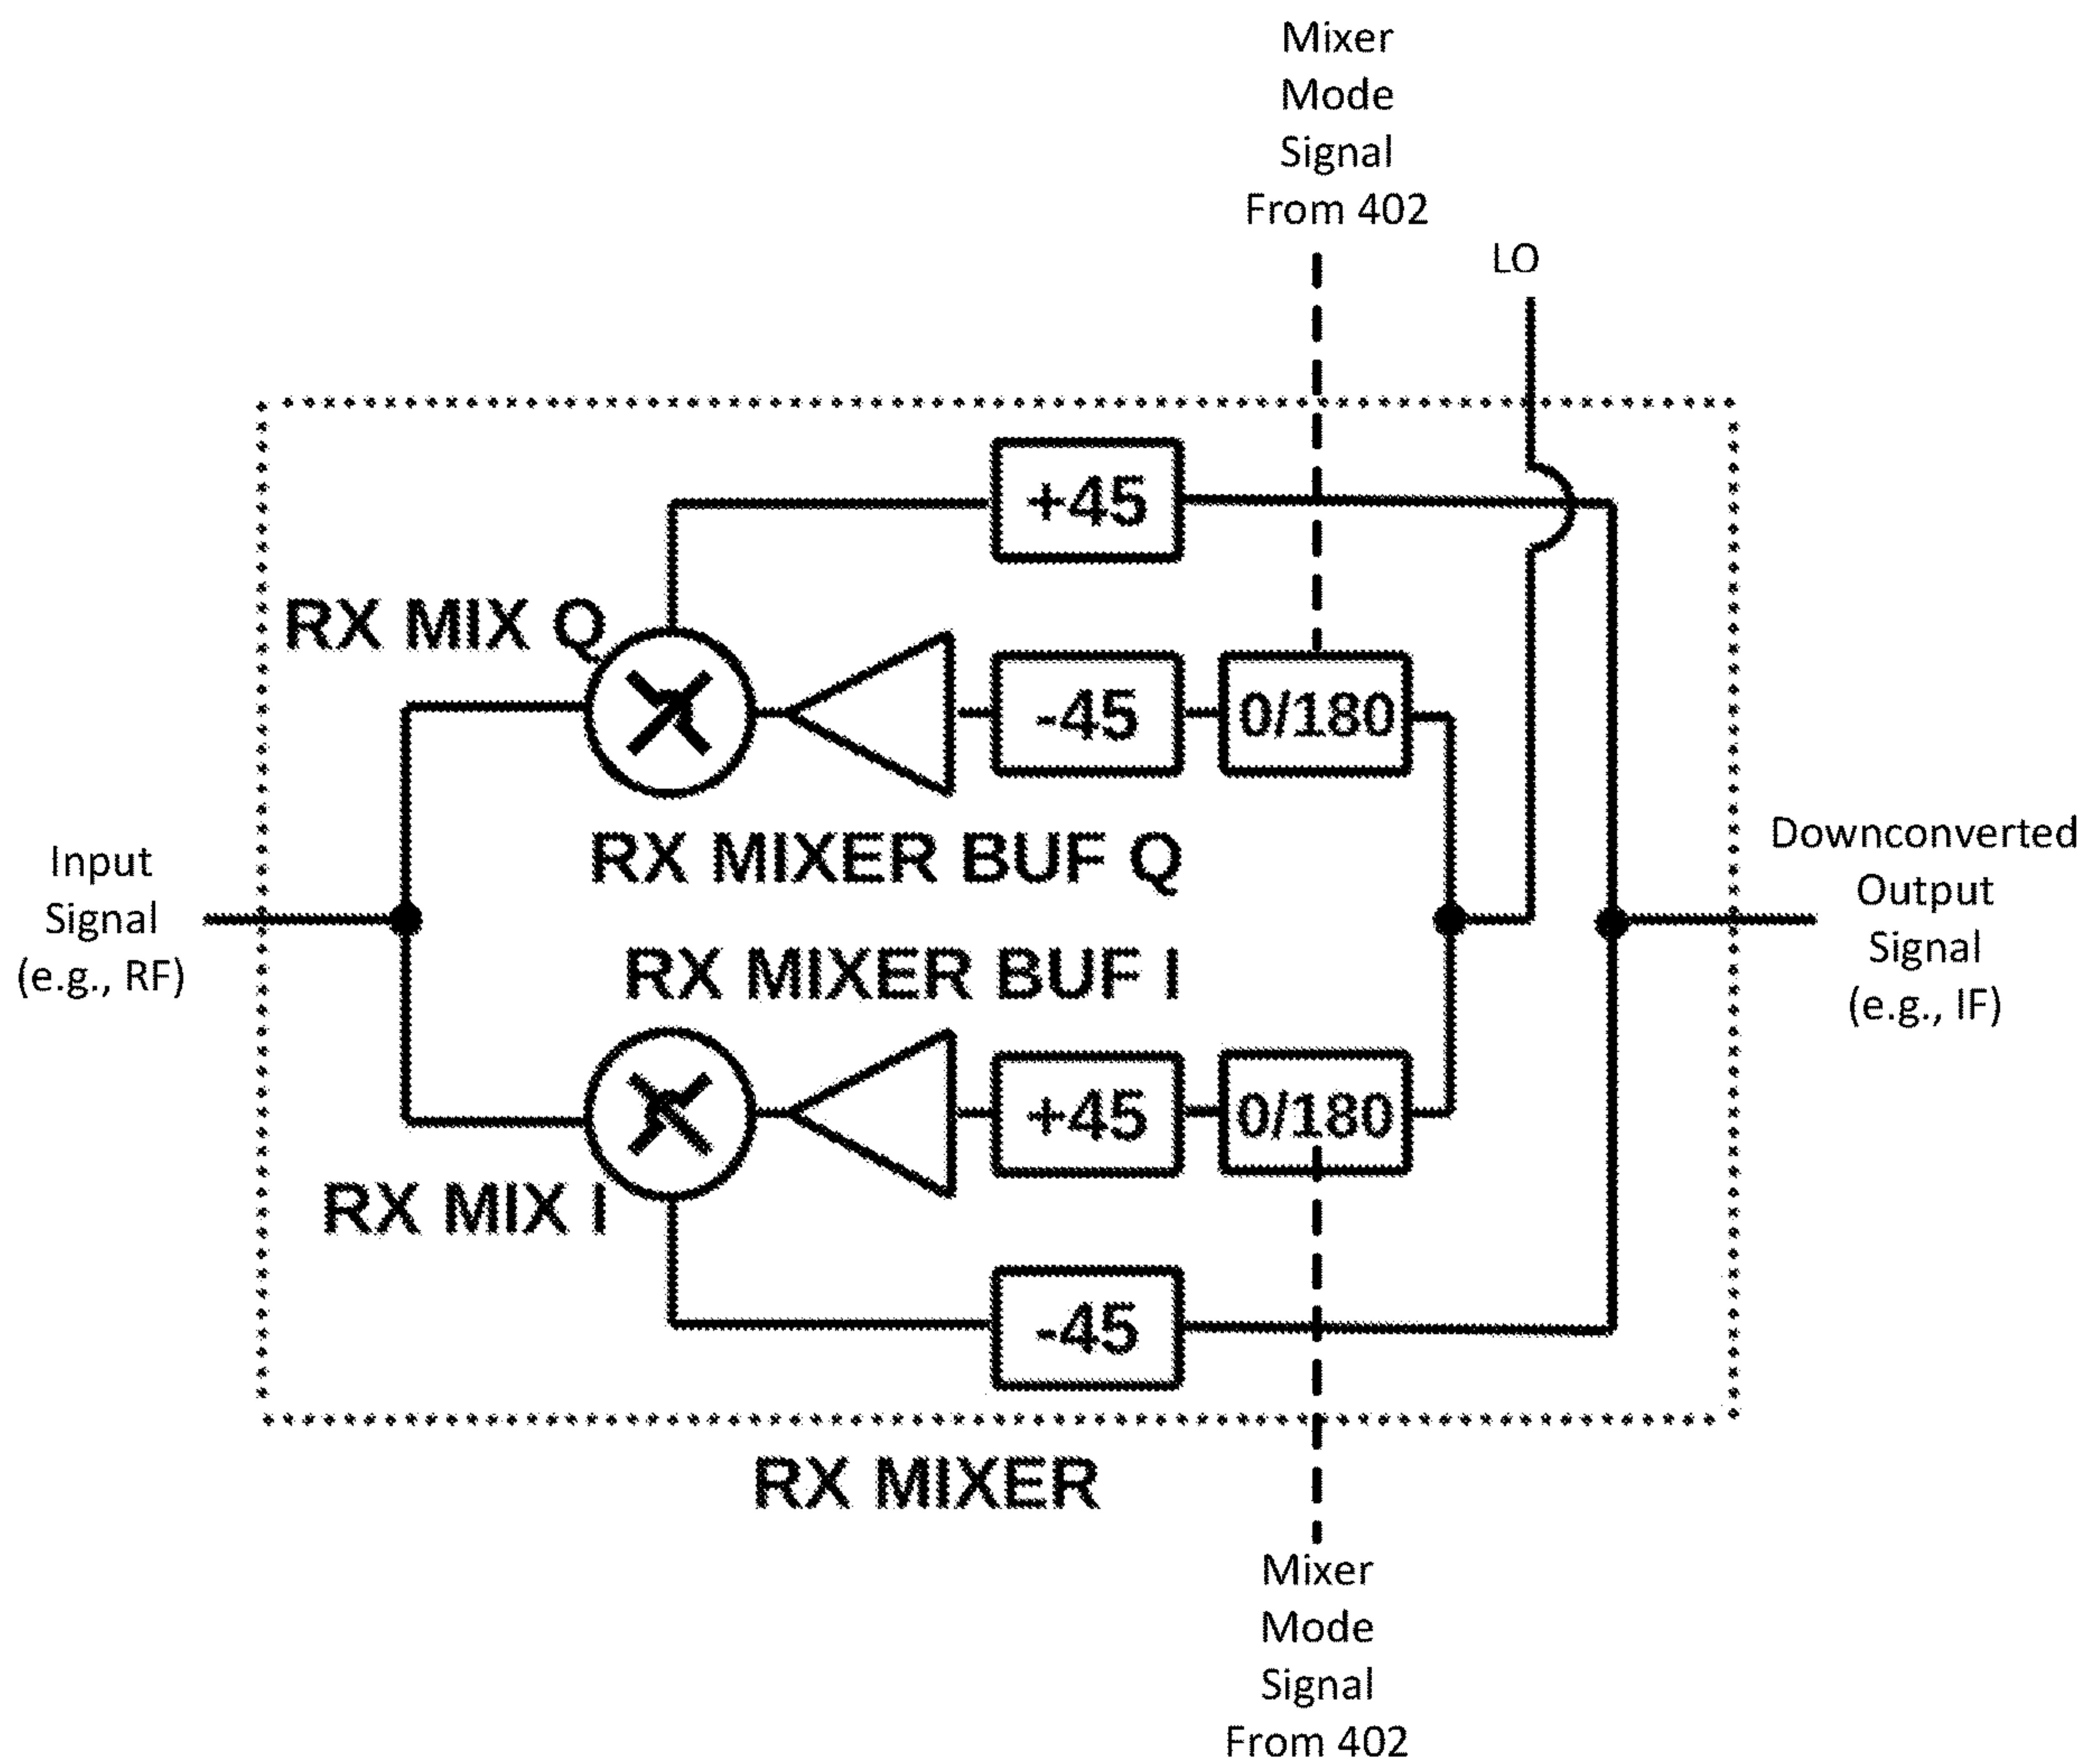 Mixer
Mode
Signal
From 402
LO
+45
RX MIX Q
-45
0/180
RX MIXER BUF Q
Input
Signal
(e.g., RF)
Downconverted
Output
Signal
(e.g., IF)
RX MIXER BUF I
+45
0/180
RX MIX I
-45
RX MIXER
Mixer
Mode
Signal
From 402